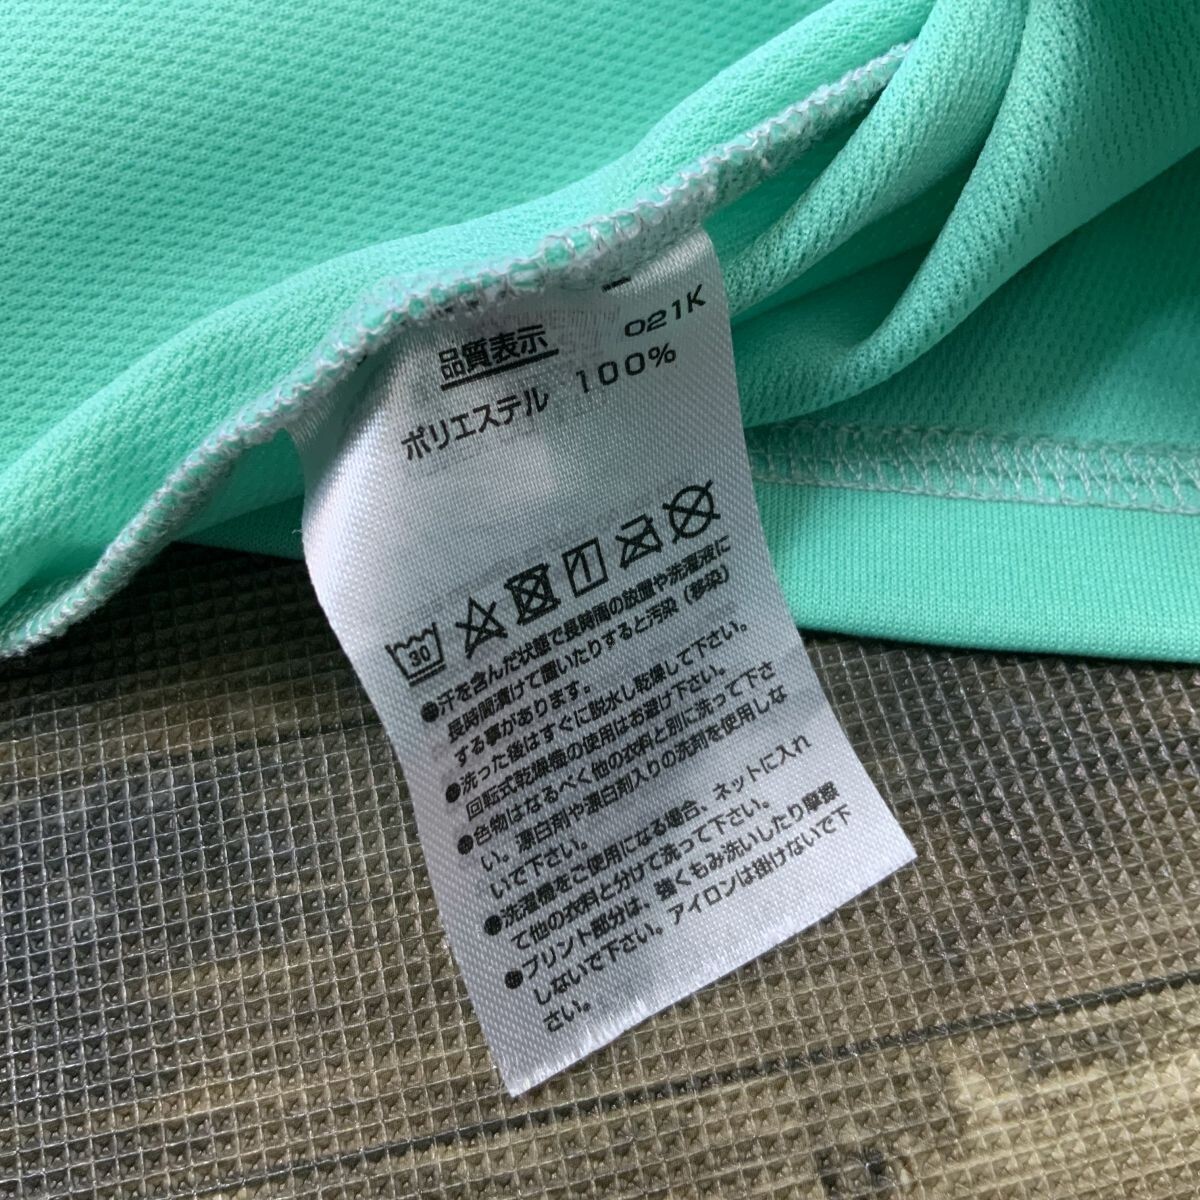 品質表示 021K
ポリエステル 100%
30
●汗を含んだ状態で長時間の放置や洗濯液に
長時間漬けて置いたりすると汚染(移染)
する事があります。
●洗った後はすぐに脱水し乾燥して下さい。
回転式乾燥機の使用はお避け下さい。
●色物はなるべく他の衣料と別に洗って下さ
い。漂白剤や漂白剤入りの洗剤を使用しな
いで下さい。
●洗濯機をご使用になる場合、ネットに入れ
て他の衣料と分けて洗って下さい。
●プリント部分は、強くもみ洗いしたり摩擦
しないで下さい。アイロンは掛けないで下
さい。